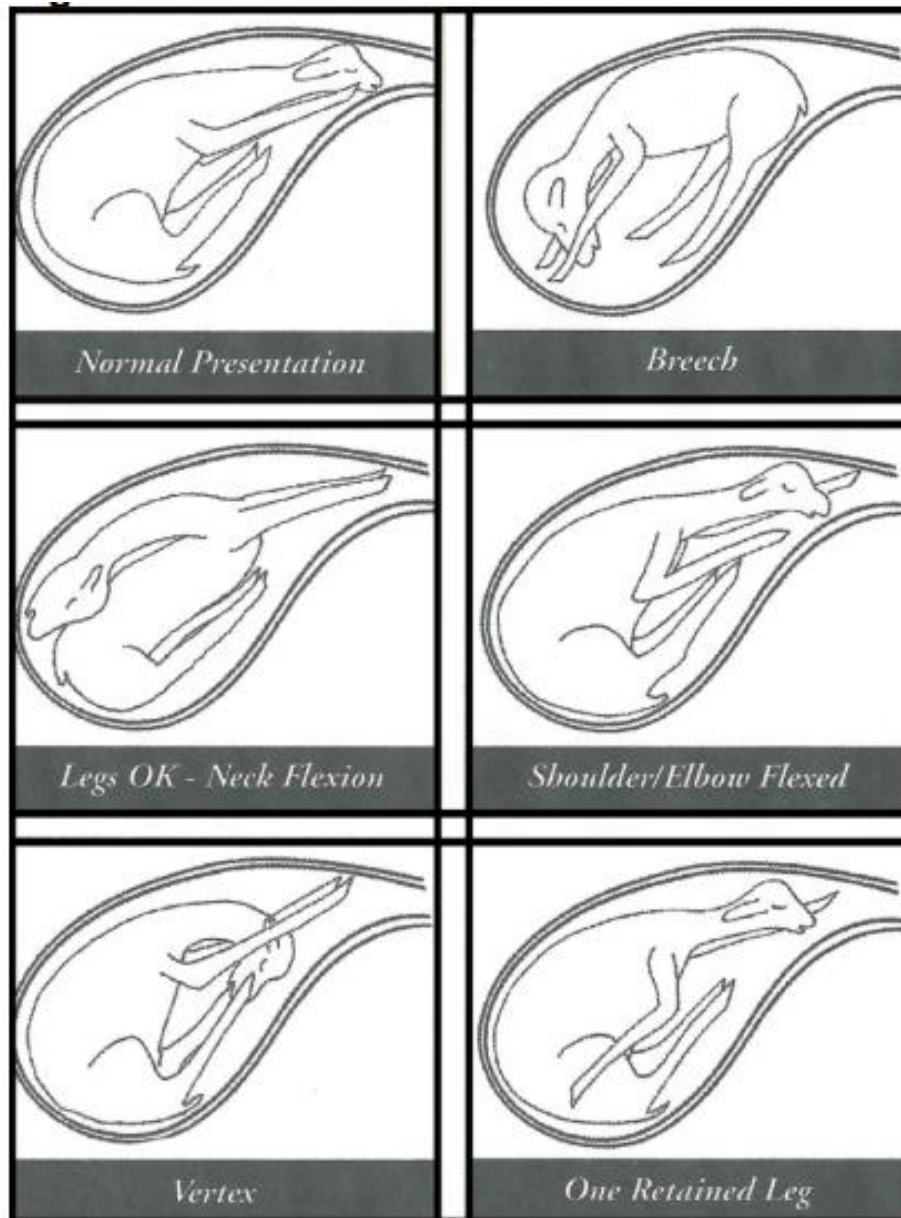 Normal Presentation
Breech
Legs OK - Neck Flexion
Shoulder/Elbow Flexed
Vertex
One Retained Leg